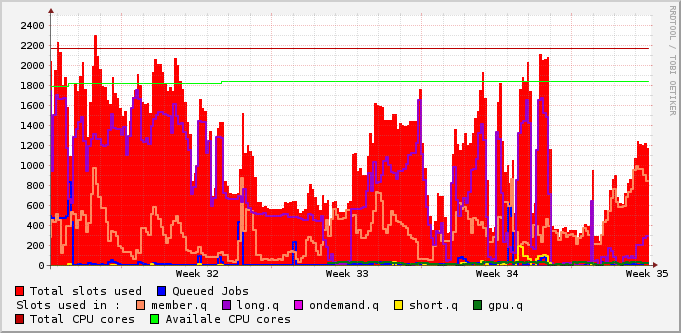 RRDTOOL / TOBI OETIKER
2400
2200
2000
1800
1600
1400
1200
1000
800
600
400
200
0
Week 32 Week 33 Week 34 Week 35
Total slots used Queued Jobs
Slots used in : member.q long.q ondemand.q short.q gpu.q
Total CPU cores Availale CPU cores